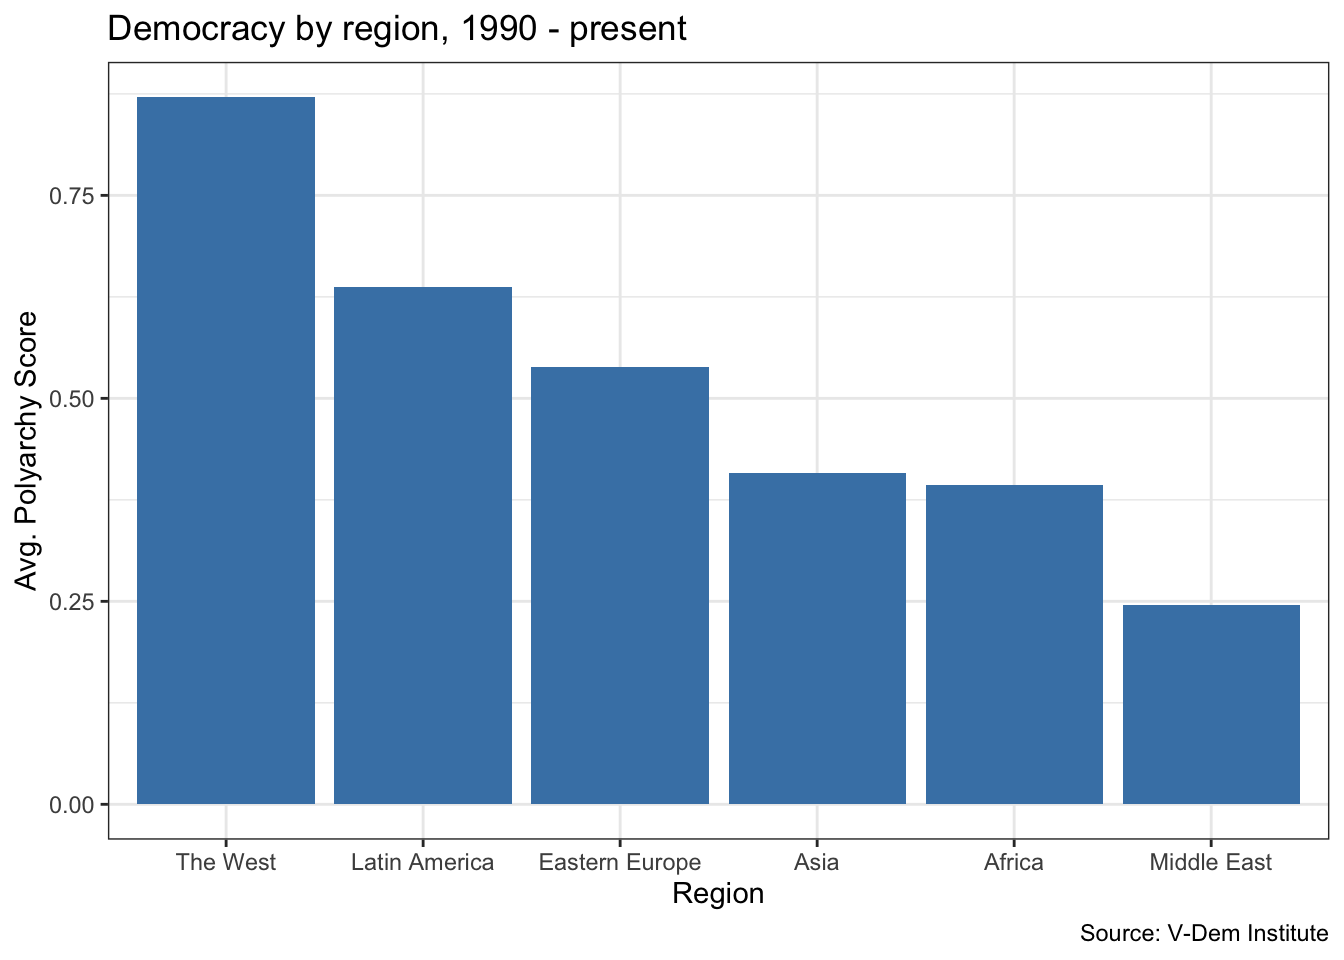 Democracy by region, 1990 - present
Avg. Polyarchy Score
0.75
0.50
0.25
0.00
The West
Latin America
Eastern Europe
Asia
Africa
Middle East
Region
Source: V-Dem Institute